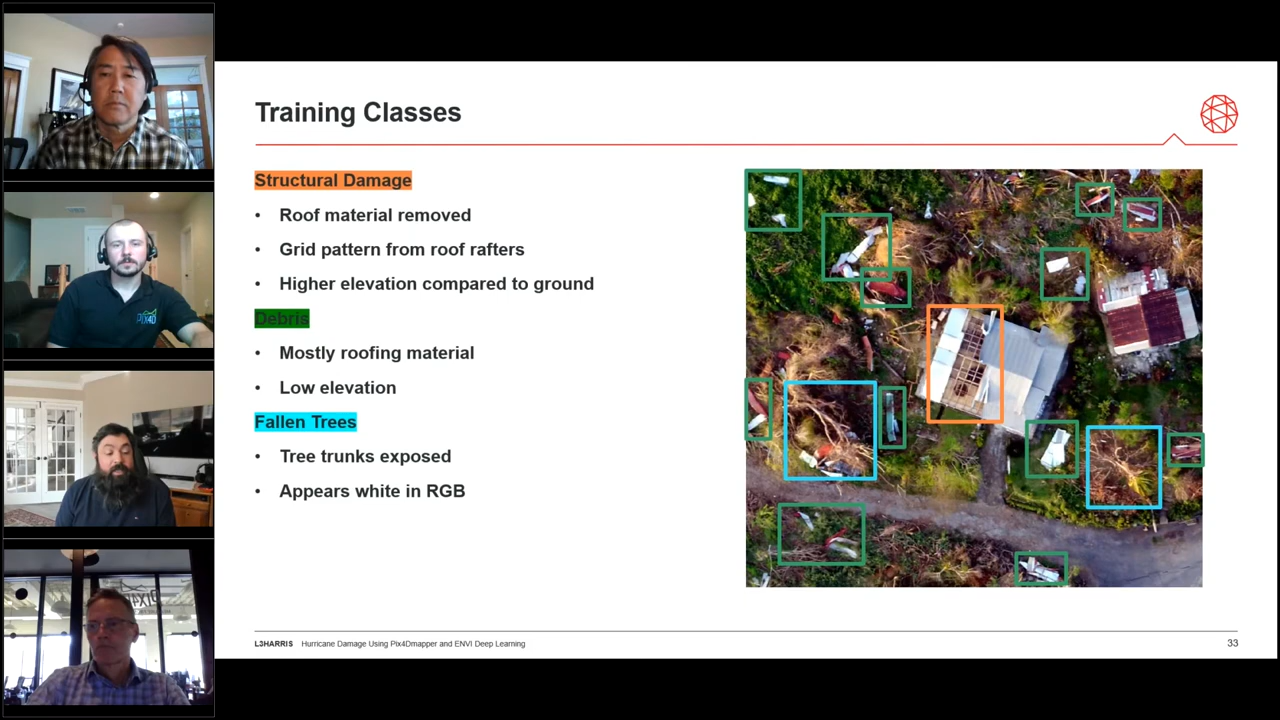 Training Classes
Structural Damage
• Roof material removed
• Grid pattern from roof rafters
• Higher elevation compared to ground
Debris
• Mostly roofing material
• Low elevation
Fallen Trees
• Tree trunks exposed
• Appears white in RGB
L3HARRIS Hurricane Damage Using Pix4Dmapper and ENVI Deep Learning
33
PIX4D